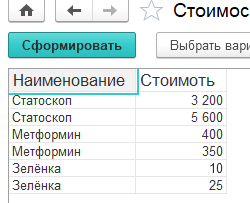 Стоимос
Сформировать
Выбрать вари
Наименование Стоимоть
Статоскоп 3 200
Статоскоп 5 600
Метформин 400
Метформин 350
Зелёнка 10
Зелёнка 25